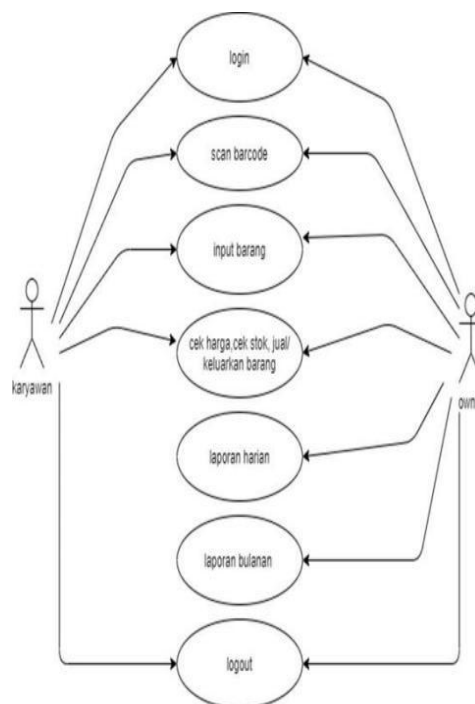 login
scan barcode
input barang
cek harga,cek stok, jual/
keluarkan barang
karyawan
own
laporan harian
laporan bulanan
logout